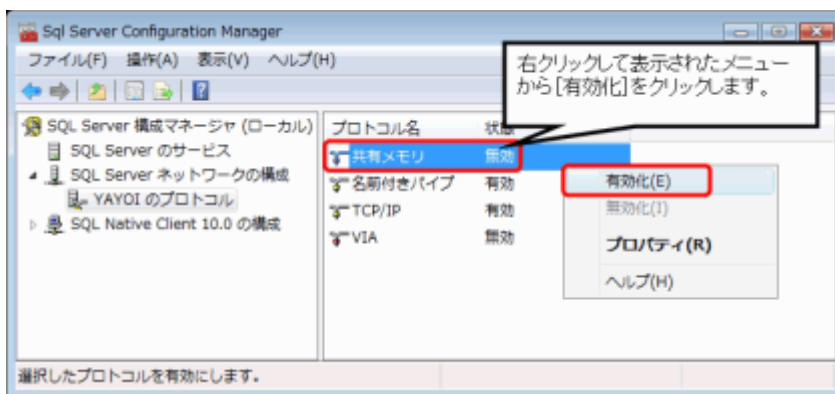 Sql Server Configuration Manager
ファイル(F) 操作(A) 表示(V) ヘルプ(H)
右クリックして表示されたメニュー
から[有効化]をクリックします。
SQL Server 構成マネージャ (ローカル)
SQL Server のサービス
SQL Server ネットワークの構成
YAYOI のプロトコル
SQL Native Client 10.0 の構成
プロトコル名 状態
共有メモリ 無効
名前付きパイプ 有効
TCP/IP 有効
VIA 無効
有効化(E)
無効化(I)
プロパティ(R)
ヘルプ(H)
選択したプロトコルを有効にします。